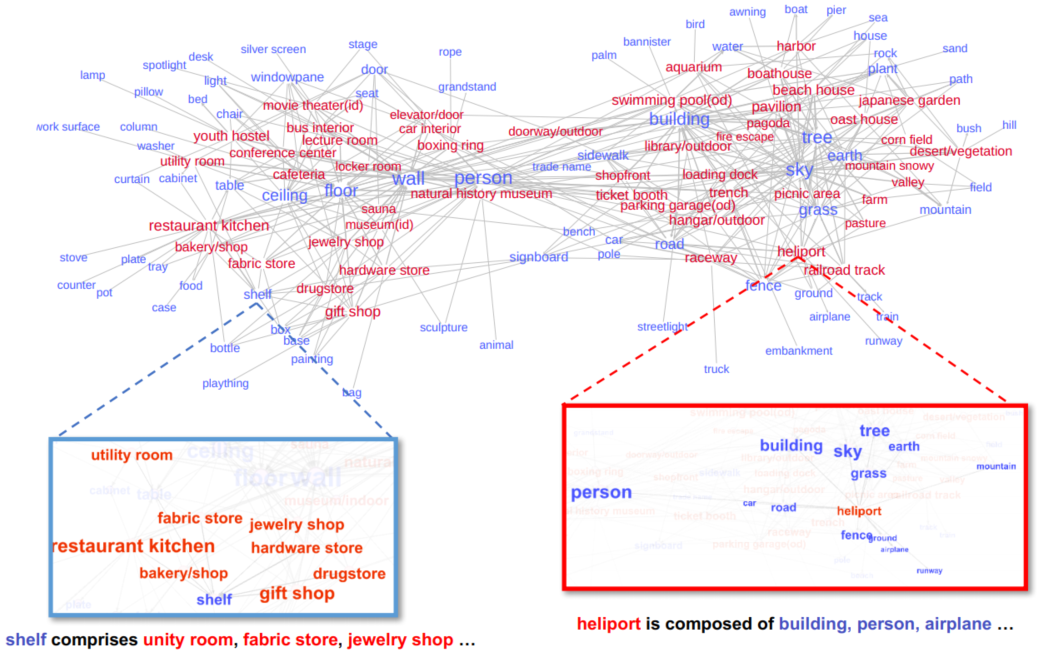 awning boat pier
bird sea
silver screen stage bannister house
desk rope water harbor rock sand
spotlight door palm
lamp light windowpane aquarium boathouse plant path
pillow bed seat grandstand beach house
movie theater(id) swimming pool(od) pavilion japanese garden
chair elevator/door building pagoda oast house
work surface column bus interior car interior doorway/outdoor fire escape tree bush hill
youth hostel lecture room boxing ring library/outdoor corn field
washer conference center sidewalk earth desert/vegetation
utility room locker room trade name sky mountain snowy
curtain cabinet cafeteria wall person shopfront loading dock valley
table ceiling floor natural history museum ticket booth trench picnic area farm field
sauna parking garage(od) grass mountain
restaurant kitchen museum(id) hangar/outdoor pasture
bakery/shop jewelry shop bench car road
stove plate fabric store signboard pole raceway heliport
tray hardware store railroad track
counter pot food shelf drugstore fence ground track
case gift shop airplane train
box sculpture streetlight
bottle base animal runway
painting embankment
plaything truck
bag
utility room
ceiling
sauna
natura
floor wall
cabinet table
museum/indoor
fabric store jewelry shop
restaurant kitchen hardware store
bakery/shop drugstore
shelf gift shop
plate
tree
building sky earth
grass mountain
person
car road heliport
fence ground
airplane
runway
shelf comprises unity room, fabric store, jewelry shop …
heliport is composed of building, person, airplane …